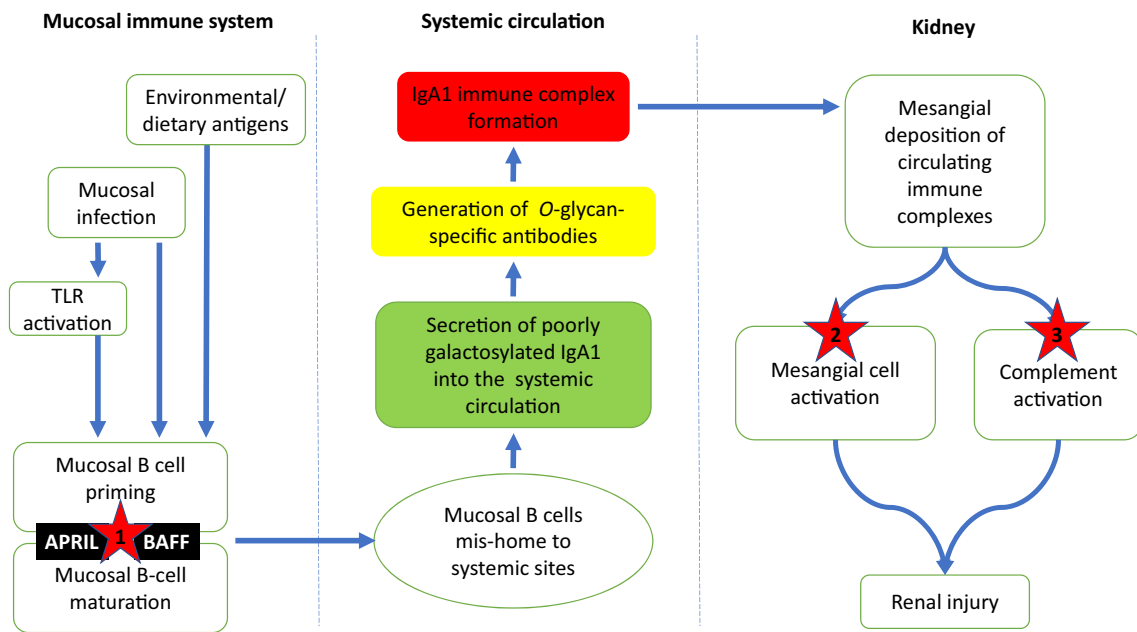 Mucosal immune system
Environmental/
dietary antigens
Mucosal
infection
TLR
activation
Mucosal B cell
priming
APRIL
1
BAFF
Mucosal B-cell
maturation
Systemic circulation
IgA1 immune complex
formation
Generation of O-glycan-
specific antibodies
Secretion of poorly
galactosylated IgA1
into the systemic
circulation
Mucosal B cells
mis-home to
systemic sites
Kidney
Mesangial
deposition of
circulating
immune
complexes
2
Mesangial cell
activation
3
Complement
activation
Renal injury